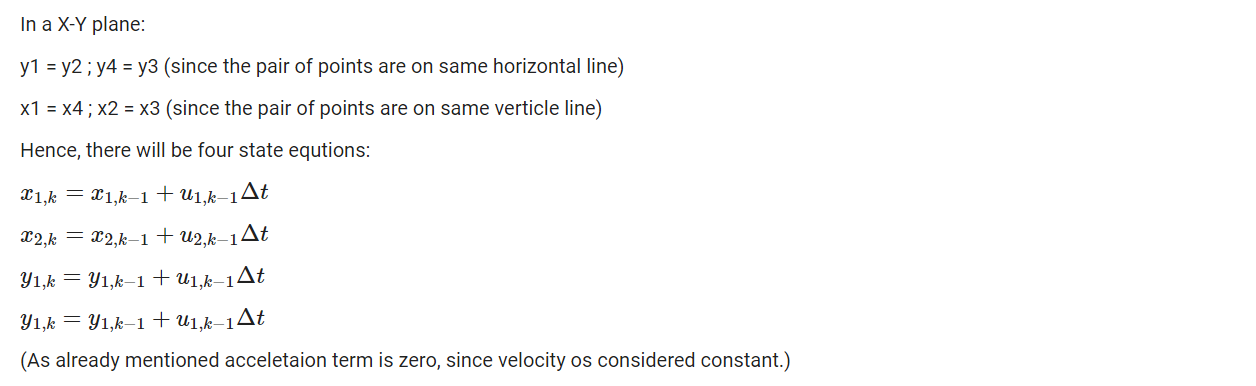 In a X-Y plane:
y1 = y2 ; y4 = y3 (since the pair of points are on same horizontal line)
x1 = x4 ; x2 = x3 (since the pair of points are on same verticle line)
Hence, there will be four state equtions:
x_{1,k} = x_{1,k−1} + u_{1,k−1}Δt
x_{2,k} = x_{2,k−1} + u_{2,k−1}Δt
y_{1,k} = y_{1,k−1} + u_{1,k−1}Δt
y_{1,k} = y_{1,k−1} + u_{1,k−1}Δt
(As already mentioned acceletaion term is zero, since velocity os considered constant.)